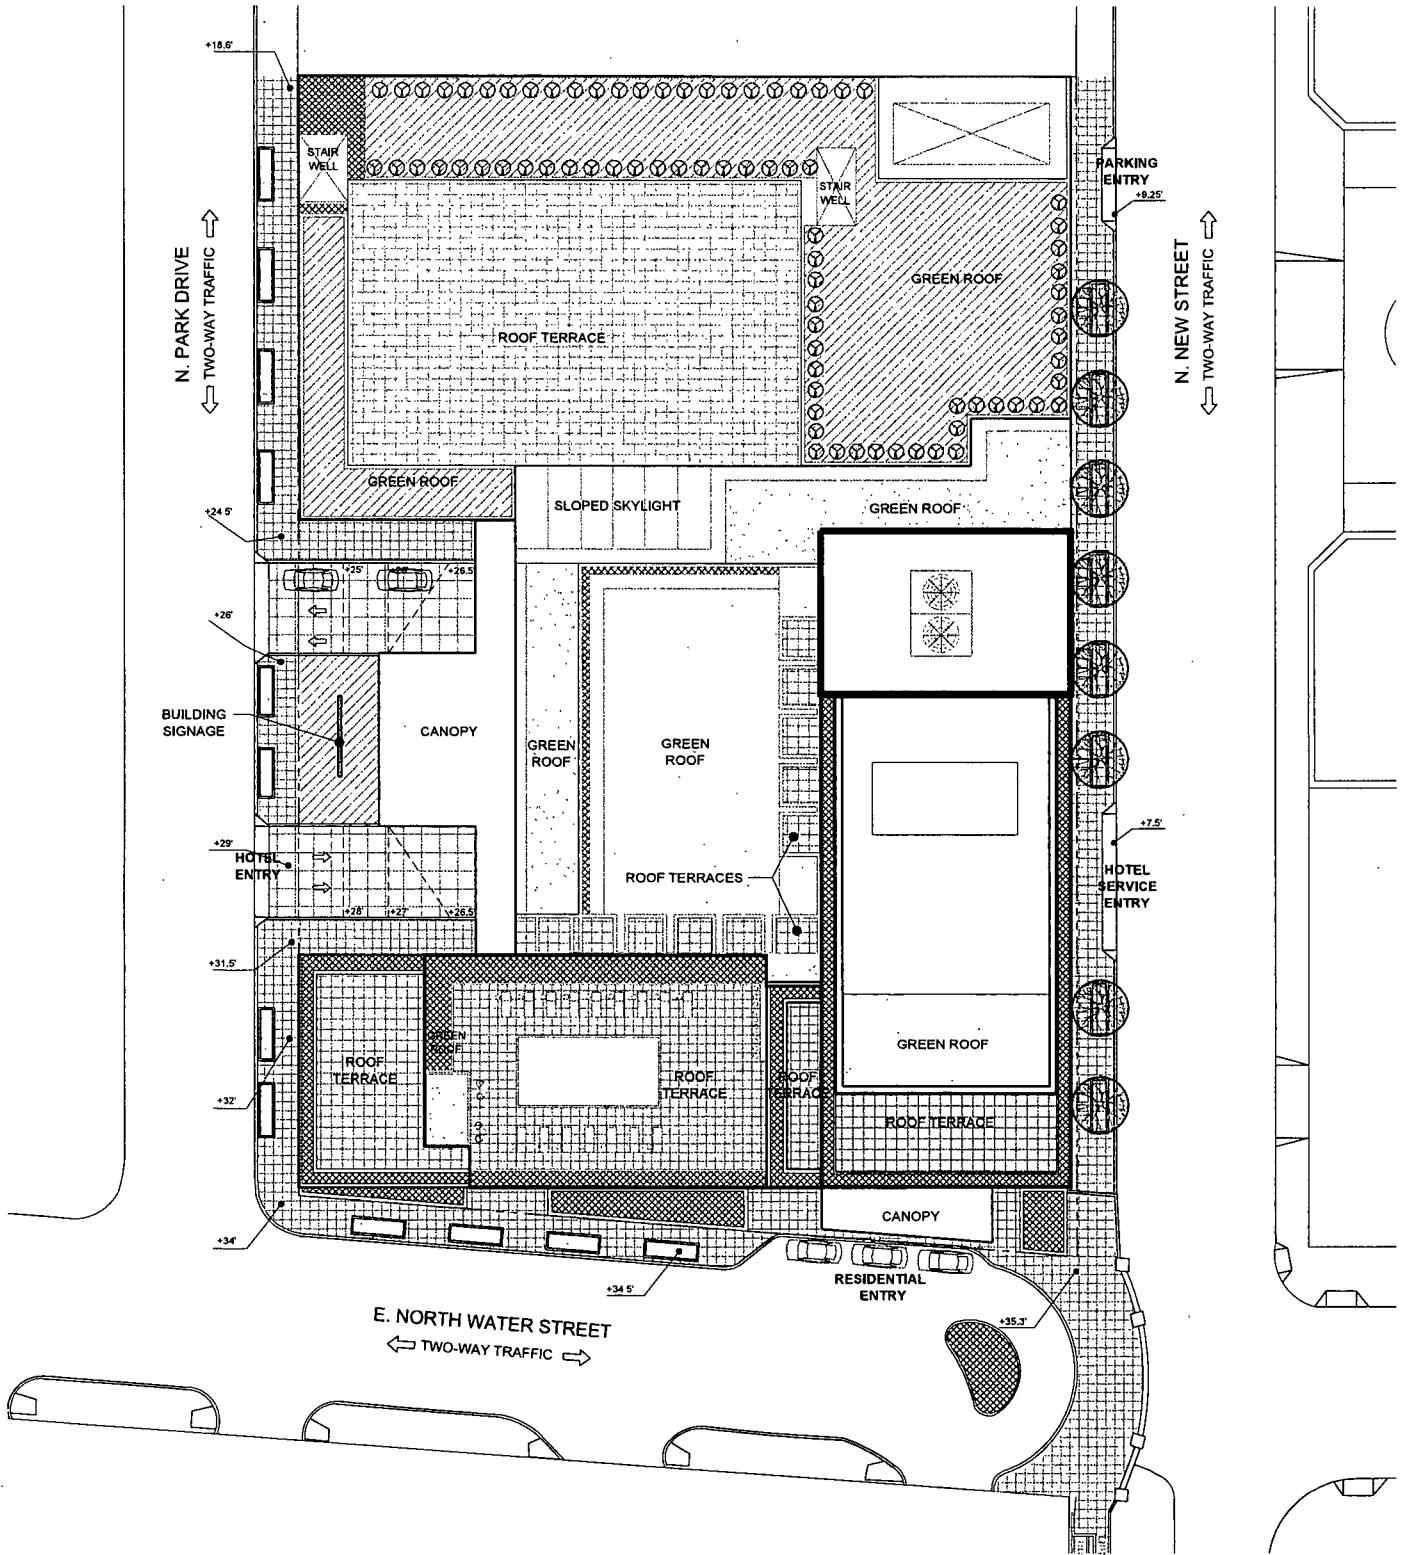 +18.6'
STAIR
WELL
PARKING
ENTRY
+9.25'
STAIR
WELL
N. PARK DRIVE
TWO-WAY TRAFFIC
N. NEW STREET
TWO-WAY TRAFFIC
GREEN ROOF
ROOF TERRACE
GREEN ROOF
SLOPED SKYLIGHT
GREEN ROOF
+24 5'
+25'
+26.5'
+26'
BUILDING
SIGNAGE
CANOPY
GREEN
ROOF
GREEN
ROOF
+29'
HOTEL
ENTRY
+7.5'
ROOF TERRACES
HOTEL
SERVICE
ENTRY
+28'
+27'
+26.5'
+31.5'
GREEN
ROOF
GREEN ROOF
ROOF
TERRACE
ROOF
TERRACE
ROOF
TERRAC
+32'
ROOF TERRACE
CANOPY
+34'
RESIDENTIAL
ENTRY
+34 5'
+35.3'
E. NORTH WATER STREET
TWO-WAY TRAFFIC